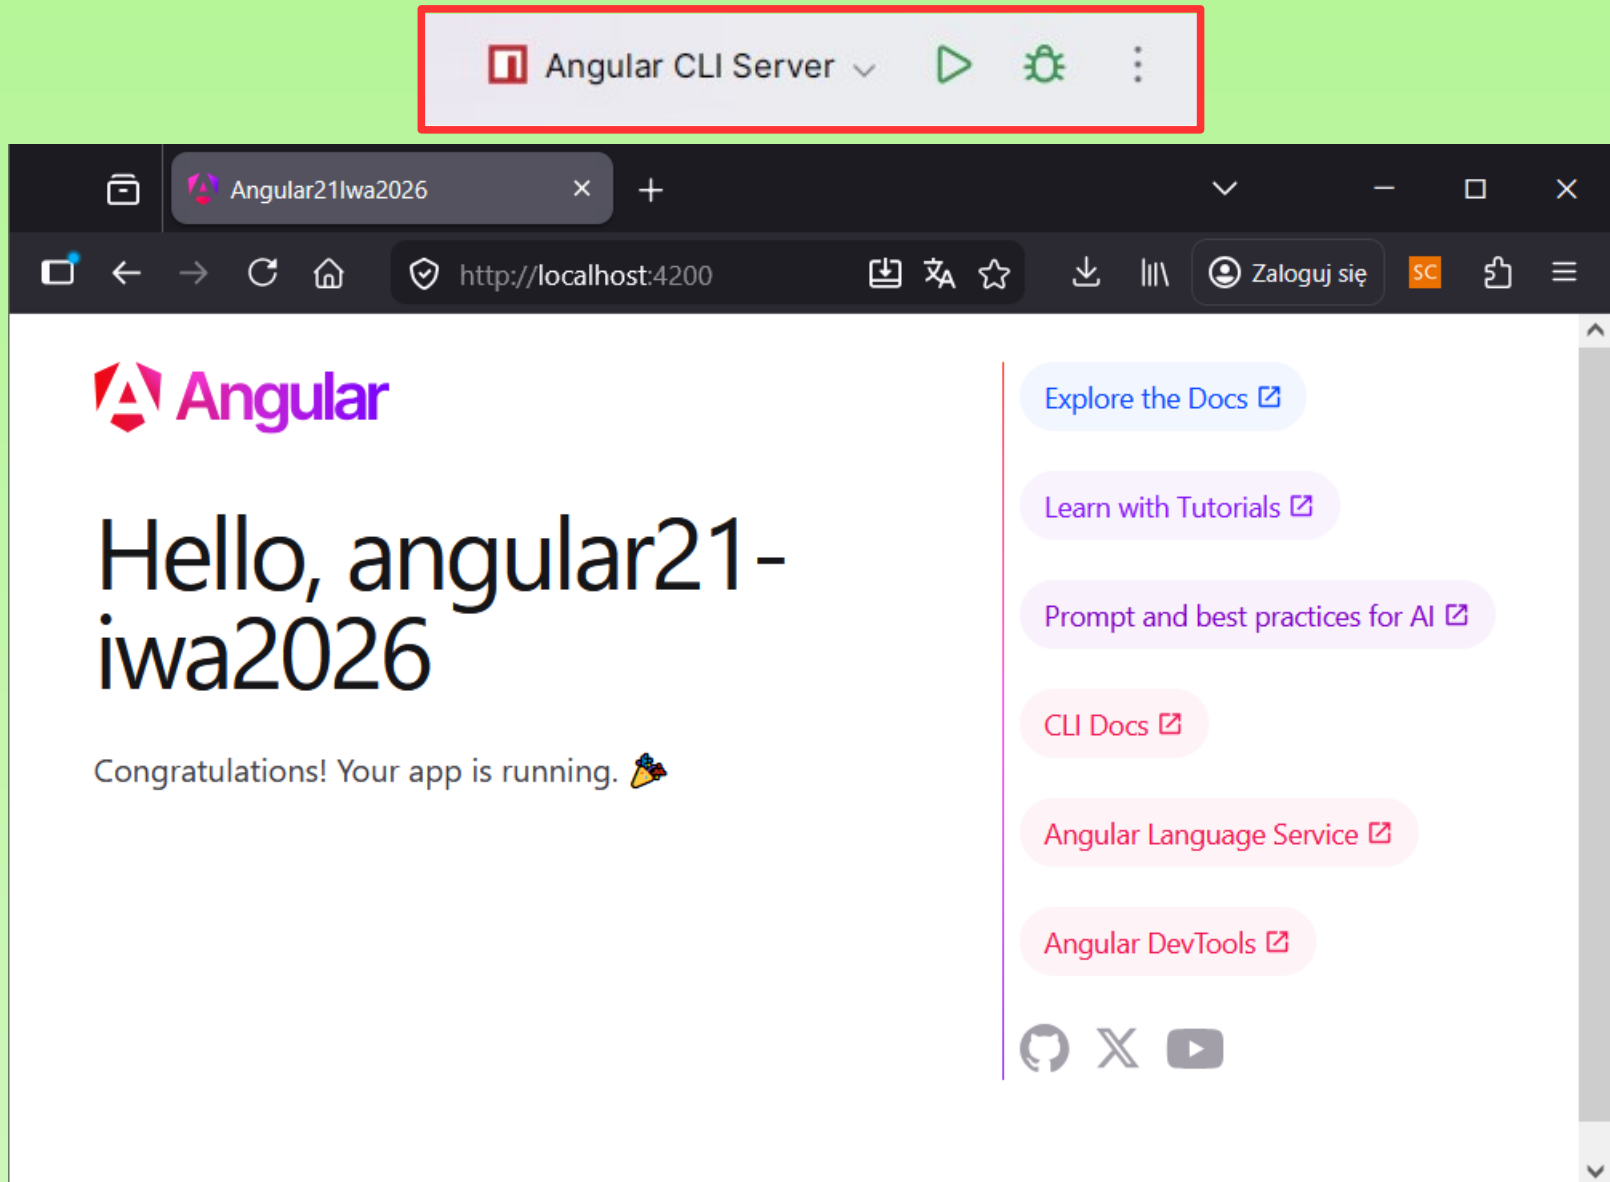 Angular CLI Server
Angular21Iwa2026
http://localhost:4200
Zaloguj się
SC
Angular
Hello, angular21-
iwa2026
Congratulations! Your app is running. 🎉
Explore the Docs
Learn with Tutorials
Prompt and best practices for AI
CLI Docs
Angular Language Service
Angular DevTools